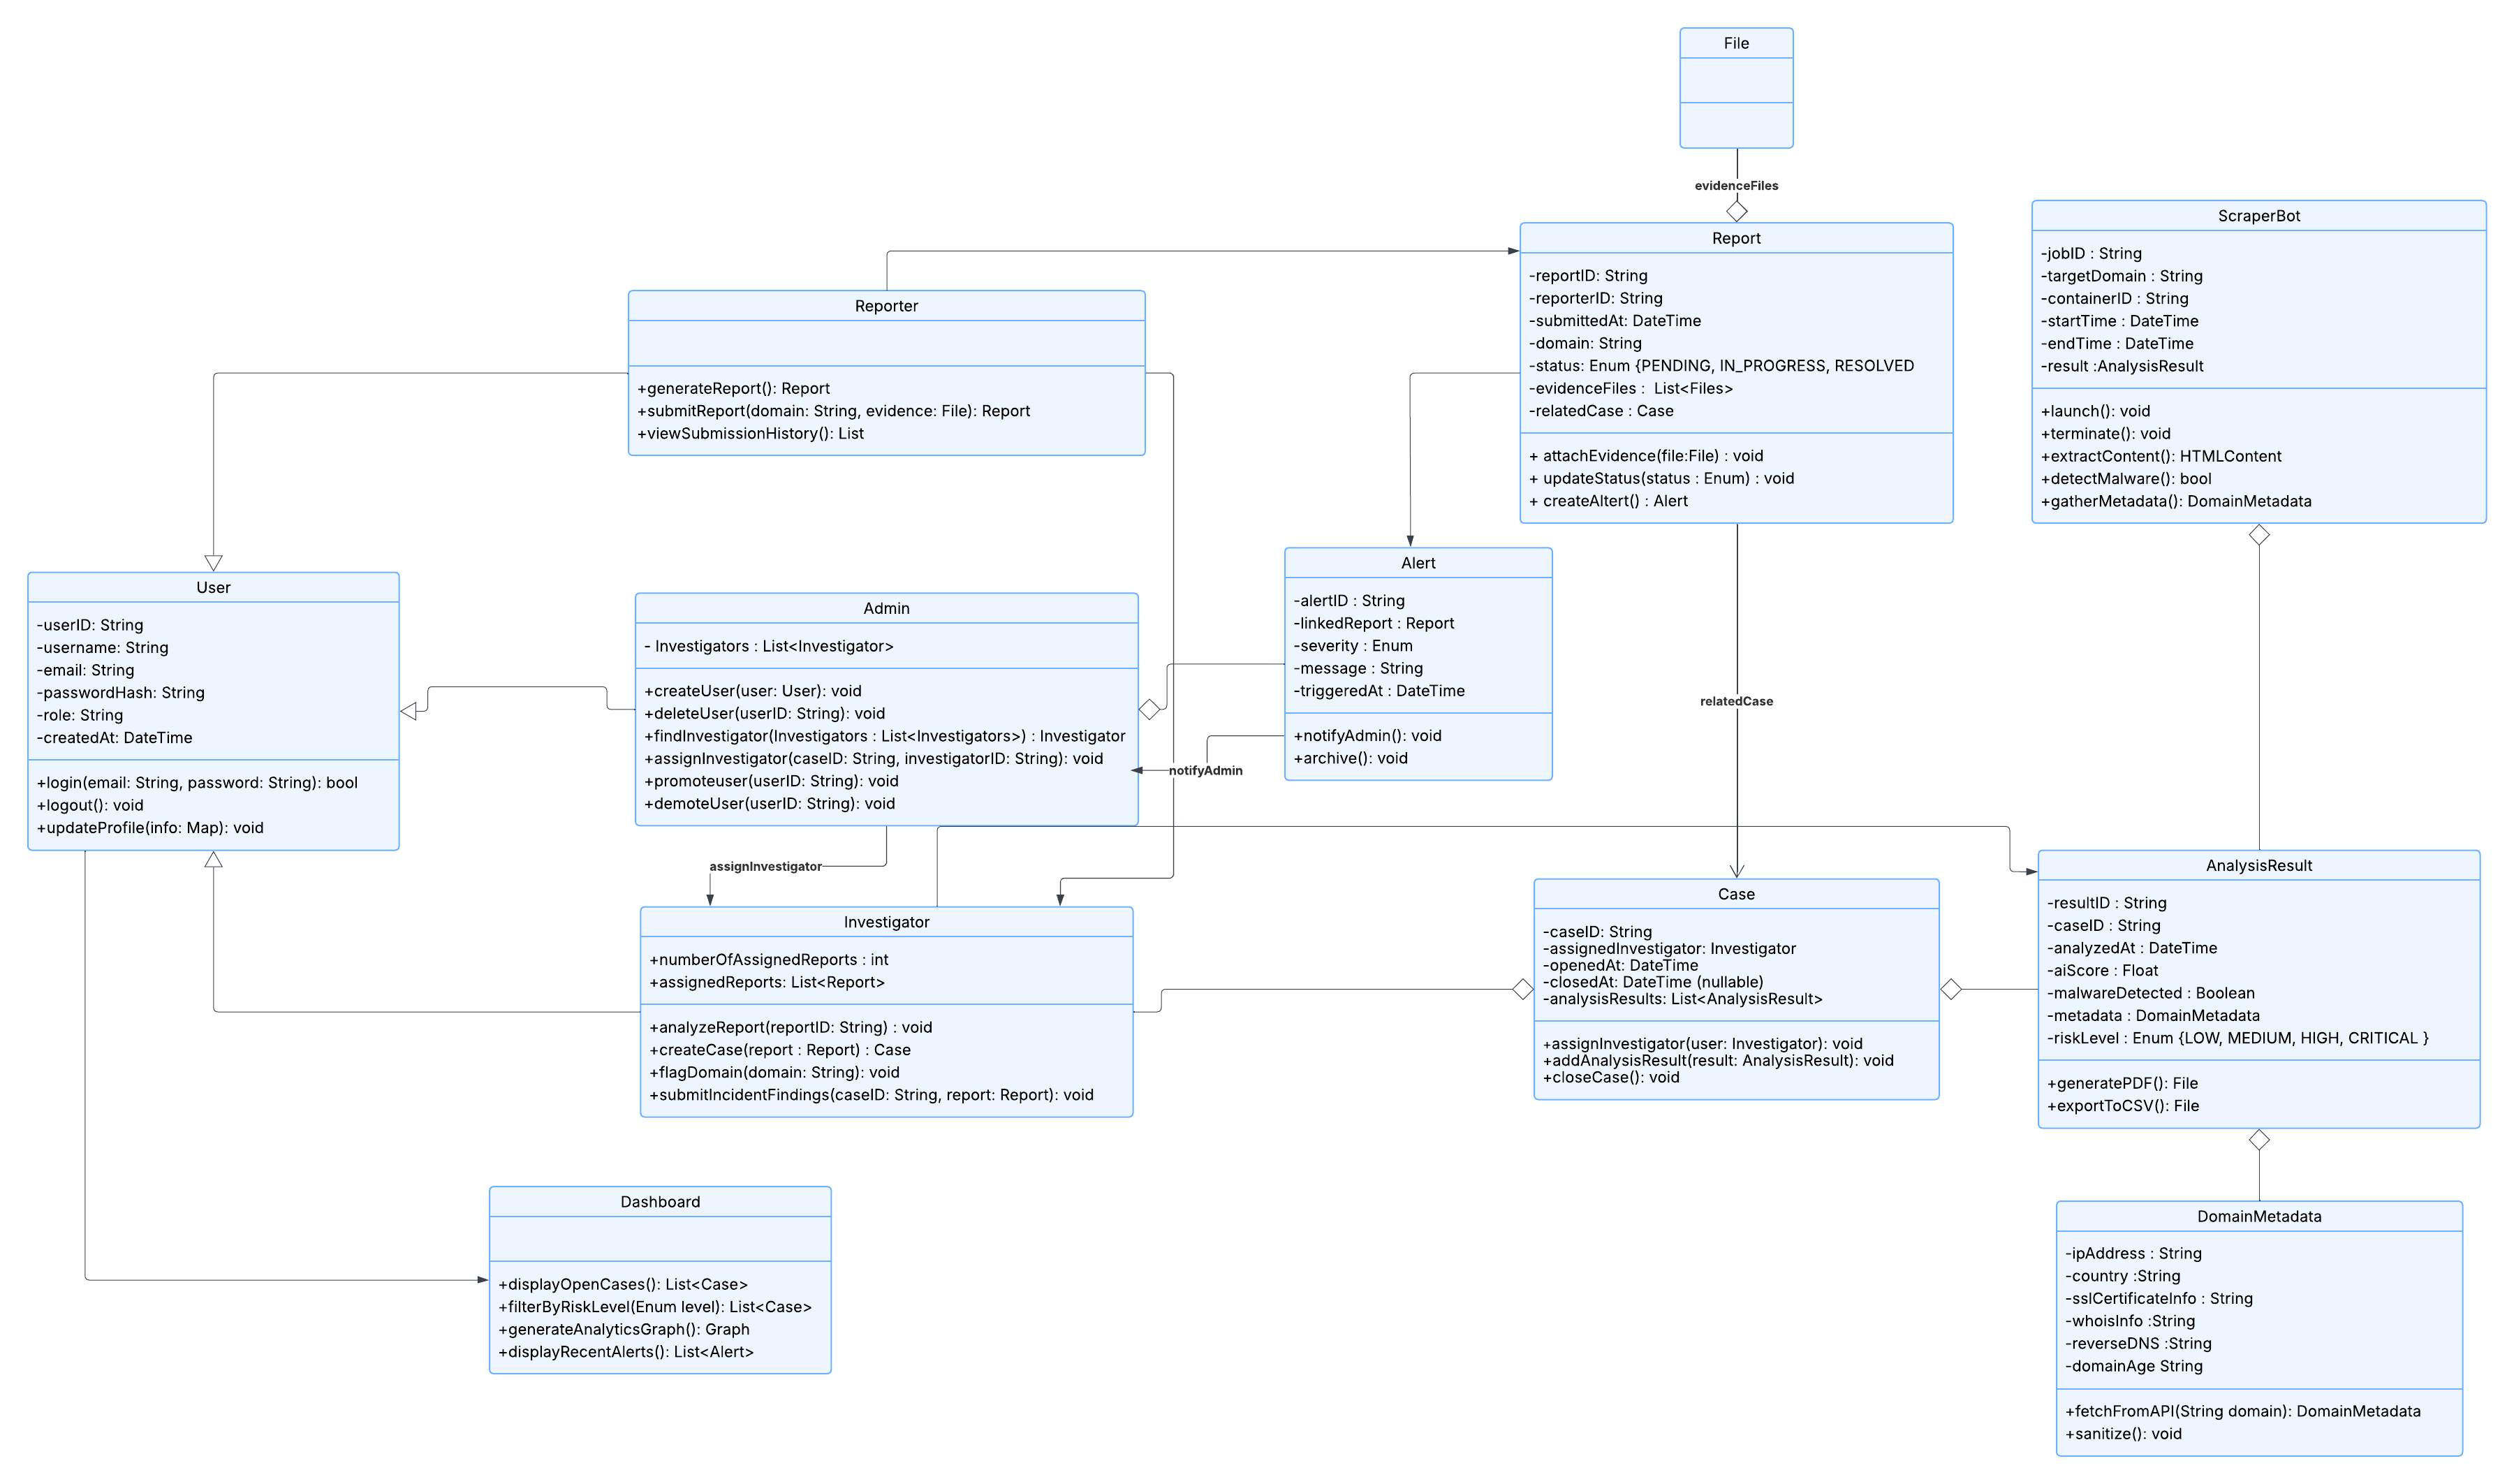 File
evidenceFiles
Report
-reportID: String
-reporterID: String
-submittedAt: DateTime
-domain: String
-status: Enum {PENDING, IN_PROGRESS, RESOLVED
-evidenceFiles :  List<Files>
-relatedCase : Case
+ attachEvidence(file:File) : void
+ updateStatus(status : Enum) : void
+ createAltert() : Alert
ScraperBot
-jobID : String
-targetDomain : String
-containerID : String
-startTime : DateTime
-endTime : DateTime
-result :AnalysisResult
+launch(): void
+terminate(): void
+extractContent(): HTMLContent
+detectMalware(): bool
+gatherMetadata(): DomainMetadata
Reporter
+generateReport(): Report
+submitReport(domain: String, evidence: File): Report
+viewSubmissionHistory(): List
User
-userID: String
-username: String
-email: String
-passwordHash: String
-role: String
-createdAt: DateTime
+login(email: String, password: String): bool
+logout(): void
+updateProfile(info: Map): void
Admin
- Investigators : List<Investigator>
+createUser(user: User): void
+deleteUser(userID: String): void
+findInvestigator(Investigators : List<Investigators>) : Investigator
+assignInvestigator(caseID: String, investigatorID: String): void
+promoteuser(userID: String): void
+demoteUser(userID: String): void
Alert
-alertID : String
-linkedReport : Report
-severity : Enum
-message : String
-triggeredAt : DateTime
+notifyAdmin(): void
+archive(): void
notifyAdmin
relatedCase
assignInvestigator
Investigator
+numberOfAssignedReports : int
+assignedReports: List<Report>
+analyzeReport(reportID: String) : void
+createCase(report : Report) : Case
+flagDomain(domain: String): void
+submitIncidentFindings(caseID: String, report: Report): void
Case
-caseID: String
-assignedInvestigator: Investigator
-openedAt: DateTime
-closedAt: DateTime (nullable)
-analysisResults: List<AnalysisResult>
+assignInvestigator(user: Investigator): void
+addAnalysisResult(result: AnalysisResult): void
+closeCase(): void
AnalysisResult
-resultID : String
-caseID : String
-analyzedAt : DateTime
-aiScore : Float
-malwareDetected : Boolean
-metadata : DomainMetadata
-riskLevel : Enum {LOW, MEDIUM, HIGH, CRITICAL }
+generatePDF(): File
+exportToCSV(): File
Dashboard
+displayOpenCases(): List<Case>
+filterByRiskLevel(Enum level): List<Case>
+generateAnalyticsGraph(): Graph
+displayRecentAlerts(): List<Alert>
DomainMetadata
-ipAddress : String
-country :String
-sslCertificateInfo : String
-whoisInfo :String
-reverseDNS :String
-domainAge String
+fetchFromAPI(String domain): DomainMetadata
+sanitize(): void